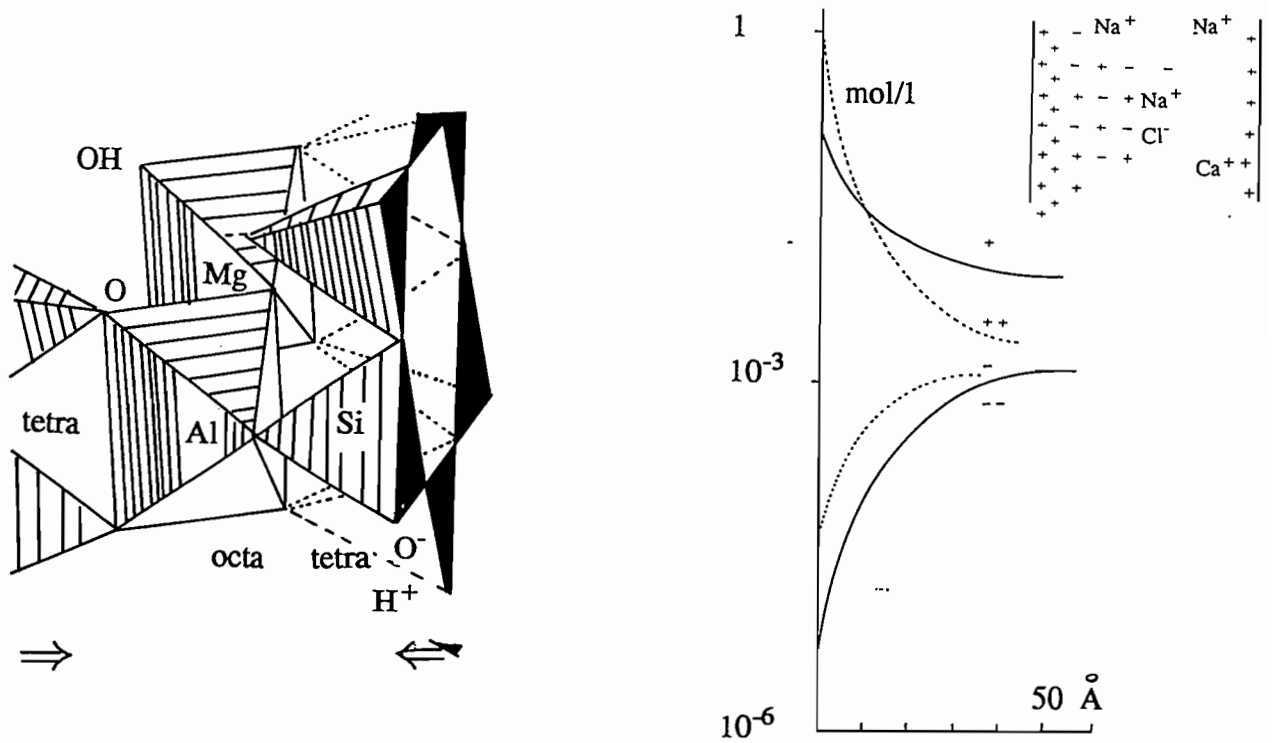 OH
O
Mg
tetra
Al
Si
octa
tetra
O⁻
H⁺
1
mol/1
10⁻³
10⁻⁶
50 Å
+
+ +
-
--
Na⁺ Na⁺
Na⁺
Cl⁻
Ca⁺⁺